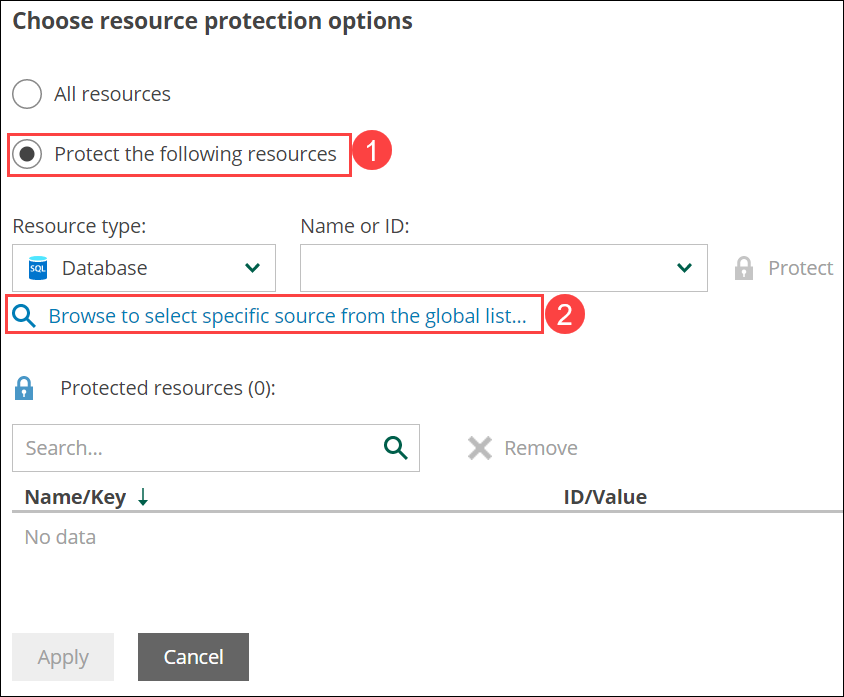 Choose resource protection options
All resources
Protect the following resources 1
Resource type: Name or ID:
SQL Database Protect
Browse to select specific source from the global list... 2
Protected resources (0):
Search... Remove
Name/Key ↓ ID/Value
No data
Apply Cancel